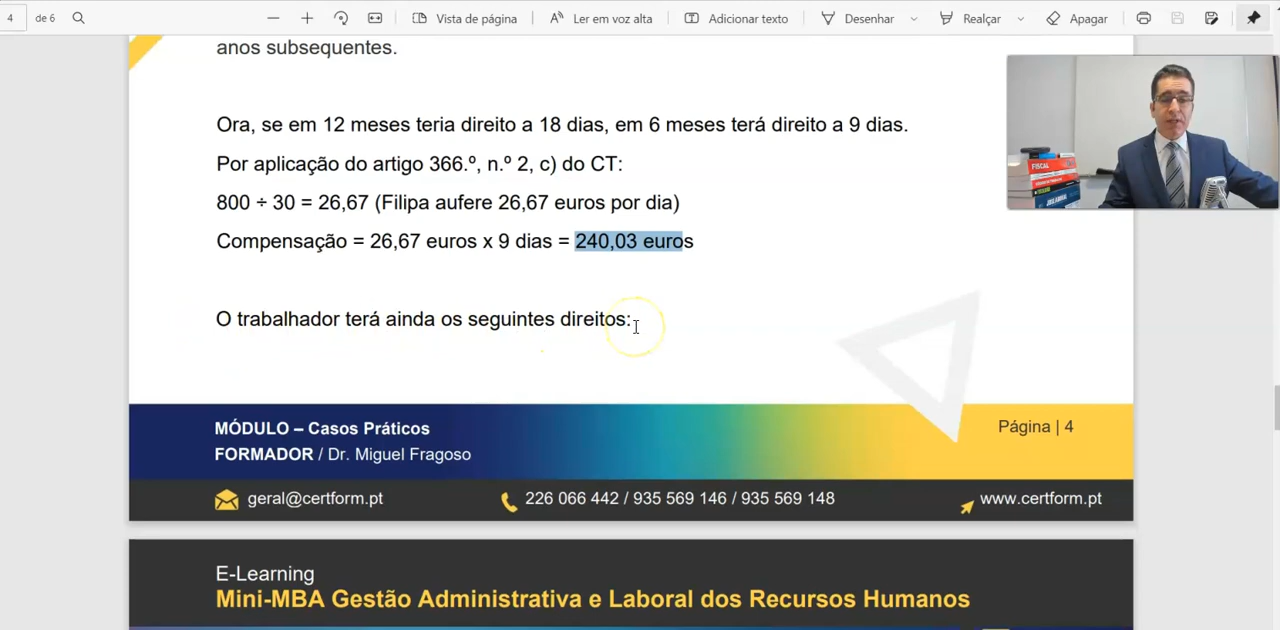 4 de 6 Vista de página Ler em voz alta Adicionar texto Desenhar Realçar Apagar
anos subsequentes.
Ora, se em 12 meses teria direito a 18 dias, em 6 meses terá direito a 9 dias.
Por aplicação do artigo 366.º, n.º 2, c) do CT:
800 ÷ 30 = 26,67 (Filipa aufere 26,67 euros por dia)
Compensação = 26,67 euros x 9 dias = 240,03 euros
O trabalhador terá ainda os seguintes direitos:
FISCAL
MÓDULO – Casos Práticos
Página | 4
FORMADOR / Dr. Miguel Fragoso
geral@certform.pt 226 066 442 / 935 569 146 / 935 569 148 www.certform.pt
E-Learning
Mini-MBA Gestão Administrativa e Laboral dos Recursos Humanos